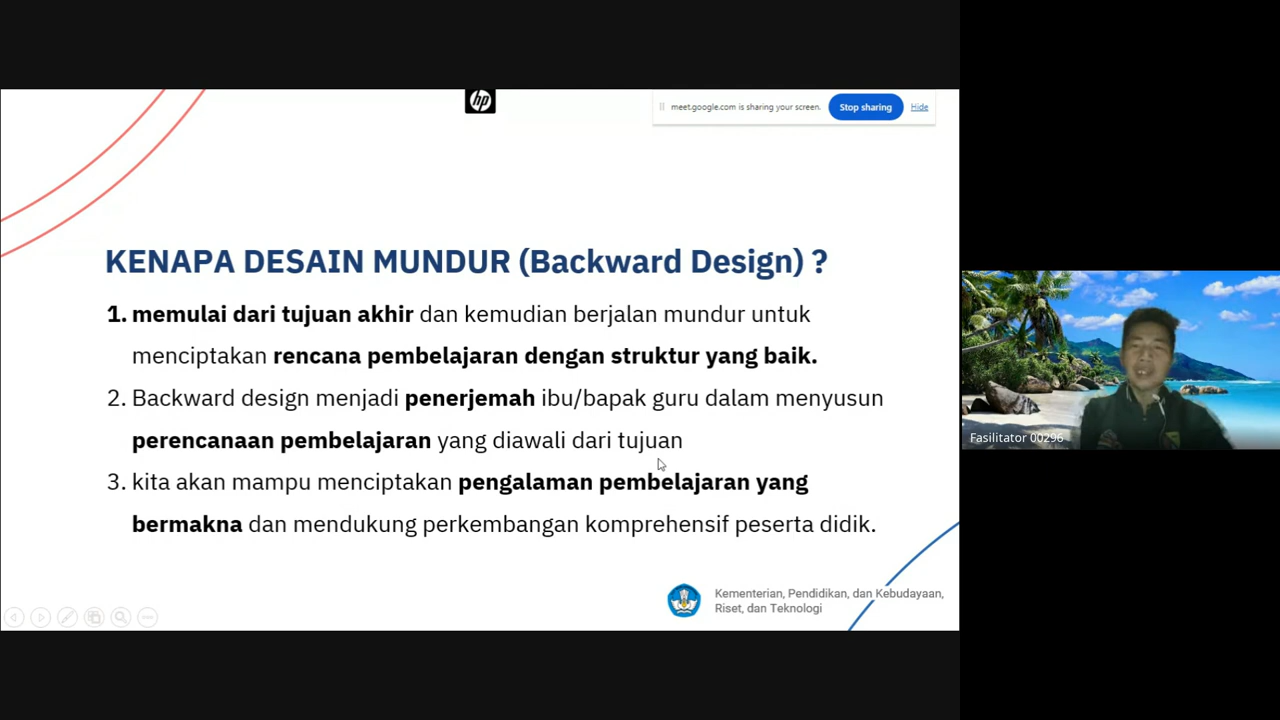 hp
meet.google.com is sharing your screen.
Stop sharing
Hide
KENAPA DESAIN MUNDUR (Backward Design) ?
1. memulai dari tujuan akhir dan kemudian berjalan mundur untuk
menciptakan rencana pembelajaran dengan struktur yang baik.
2. Backward design menjadi penerjemah ibu/bapak guru dalam menyusun
perencanaan pembelajaran yang diawali dari tujuan
3. kita akan mampu menciptakan pengalaman pembelajaran yang
bermakna dan mendukung perkembangan komprehensif peserta didik.
Kementerian, Pendidikan, dan Kebudayaan,
Riset, dan Teknologi
Fasilitator 00296